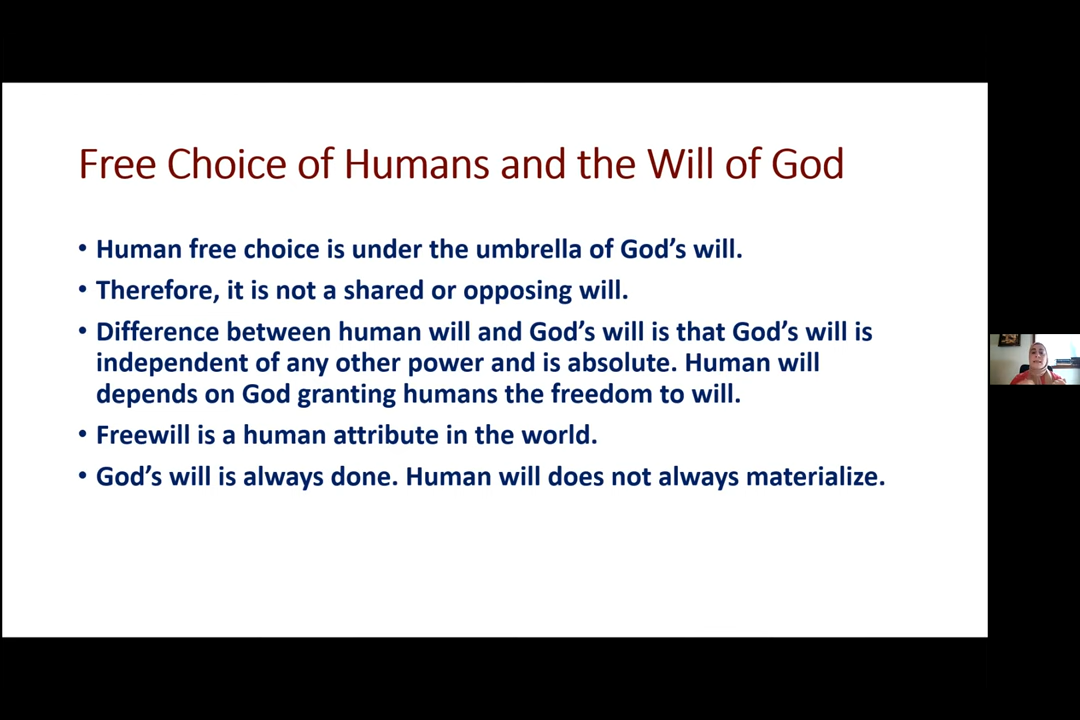 Free Choice of Humans and the Will of God
• Human free choice is under the umbrella of God's will.
• Therefore, it is not a shared or opposing will.
• Difference between human will and God's will is that God's will is
independent of any other power and is absolute. Human will
depends on God granting humans the freedom to will.
• Freewill is a human attribute in the world.
• God's will is always done. Human will does not always materialize.